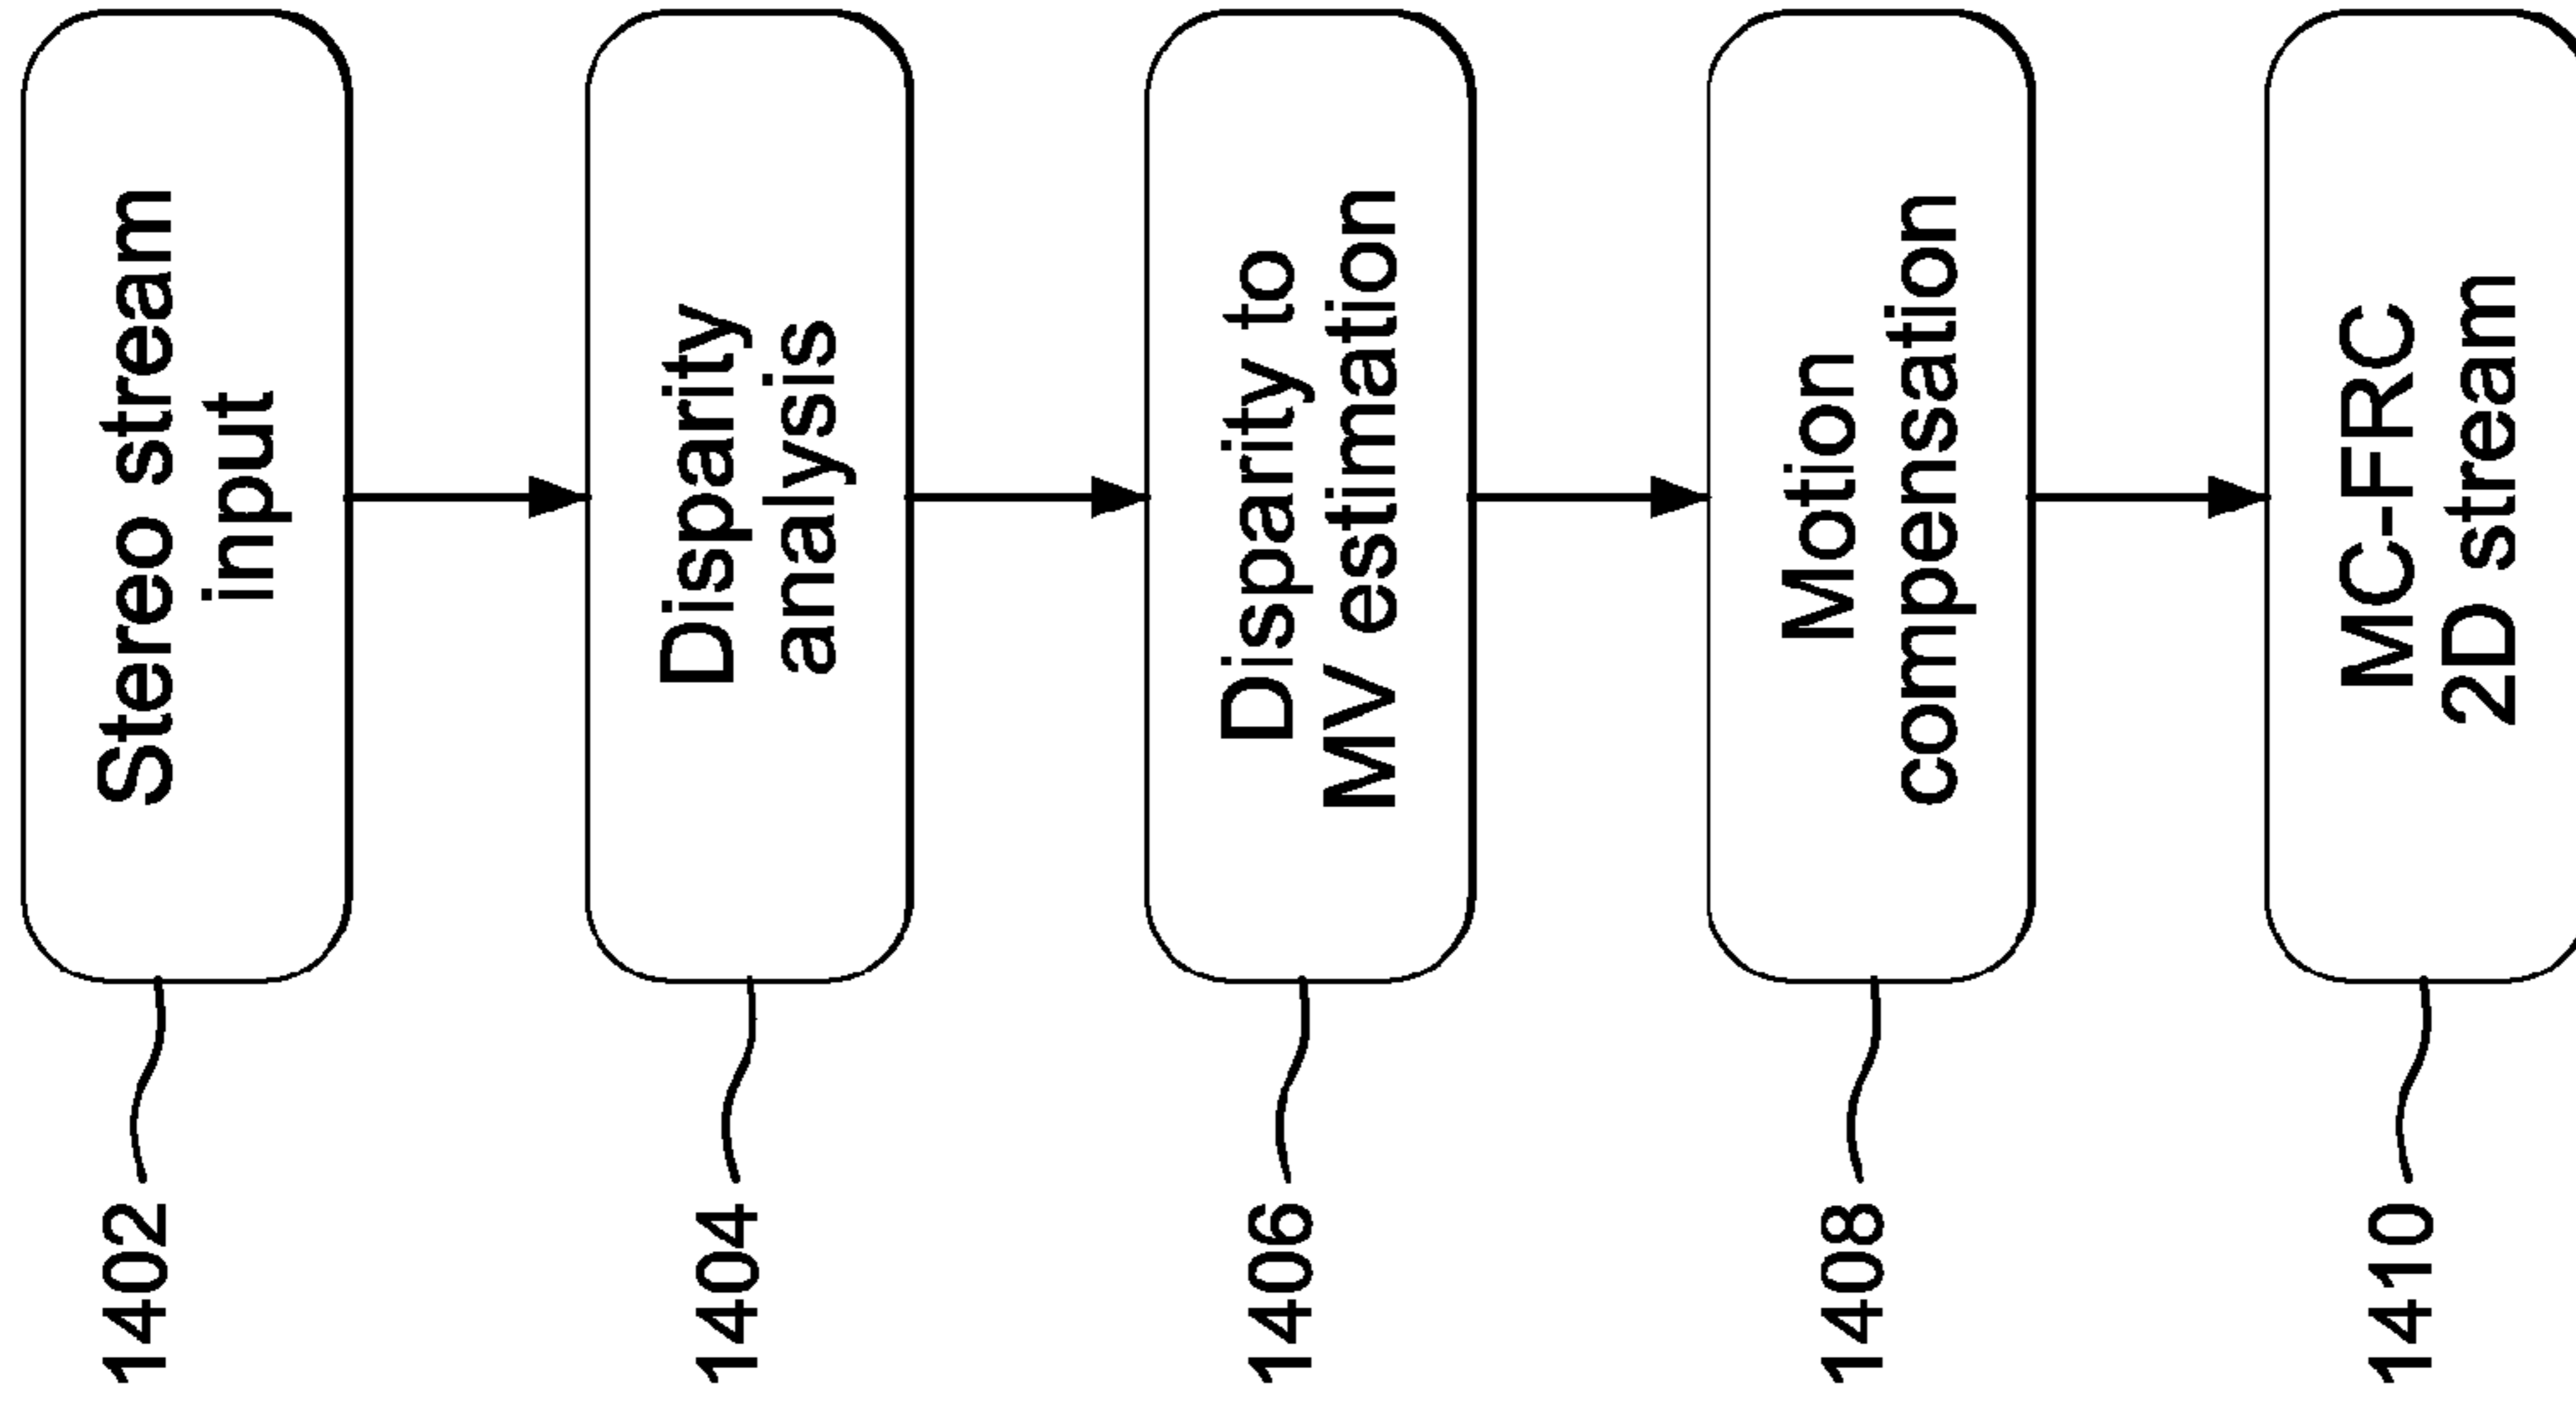 1402
Stereo stream
input
1404
Disparity
analysis
1406
Disparity to
MV estimation
1408
Motion
compensation
1410
MC-FRC
2D stream